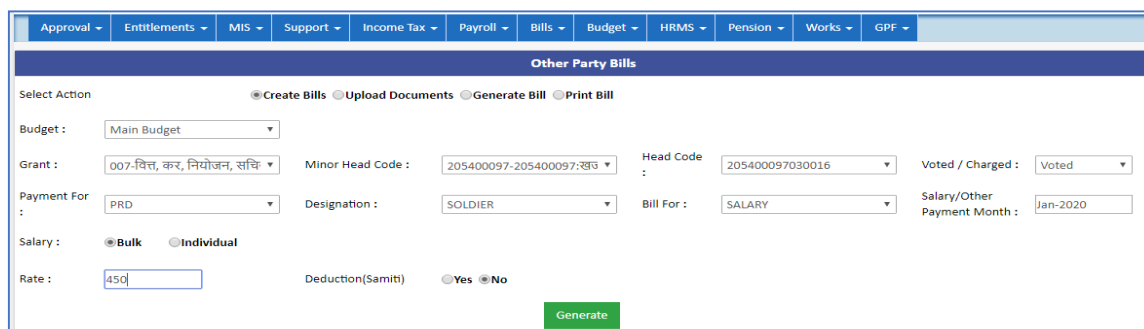 Approval Entitlements MIS Support Income Tax Payroll Bills Budget HRMS Pension Works GPF
Other Party Bills
Select Action Create Bills Upload Documents Generate Bill Print Bill
Budget : Main Budget
Grant : 007-वित्त, कर, नियोजन, सचि Minor Head Code : 205400097-205400097:खज Head Code : 205400097030016 Voted / Charged : Voted
Payment For : PRD Designation : SOLDIER Bill For : SALARY Salary/Other Payment Month : Jan-2020
Salary : Bulk Individual
Rate : 450 Deduction(Samiti) Yes No
Generate